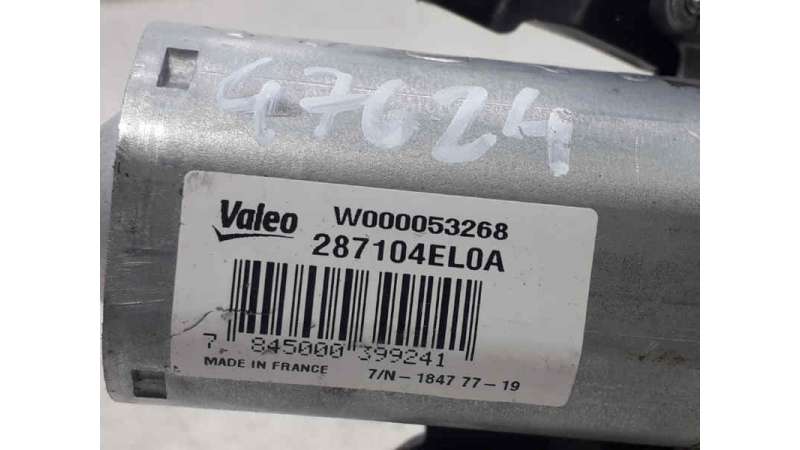 47624
Valeo W000053268
287104EL0A
7 845000 399241
MADE IN FRANCE 7/N - 1847 77 - 19